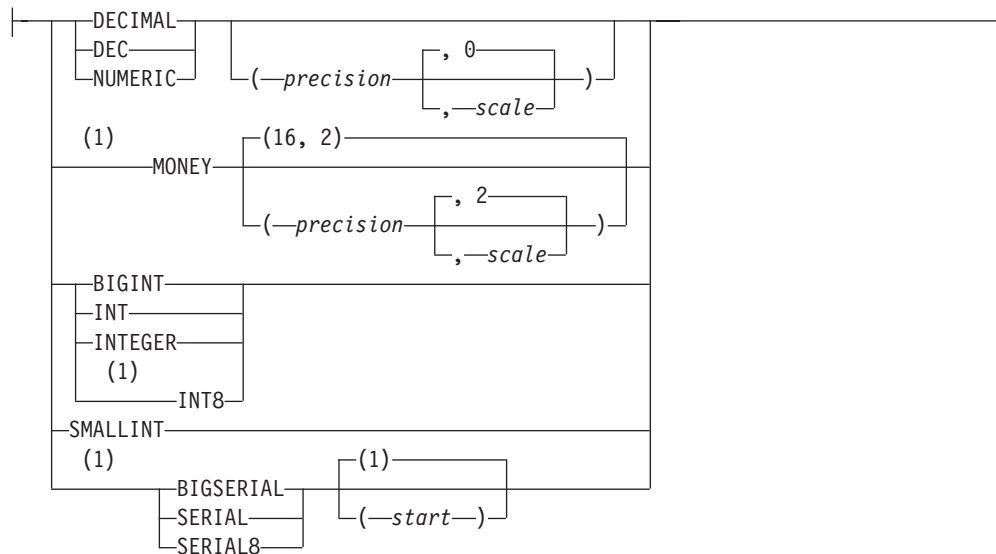 DECIMAL
DEC
NUMERIC
, 0
( precision
, scale
)
(1)
MONEY
(16, 2)
, 2
( precision
, scale
)
BIGINT
INT
INTEGER
(1)
INT8
SMALLINT
(1)
BIGSERIAL
SERIAL
SERIAL8
(1)
( start )